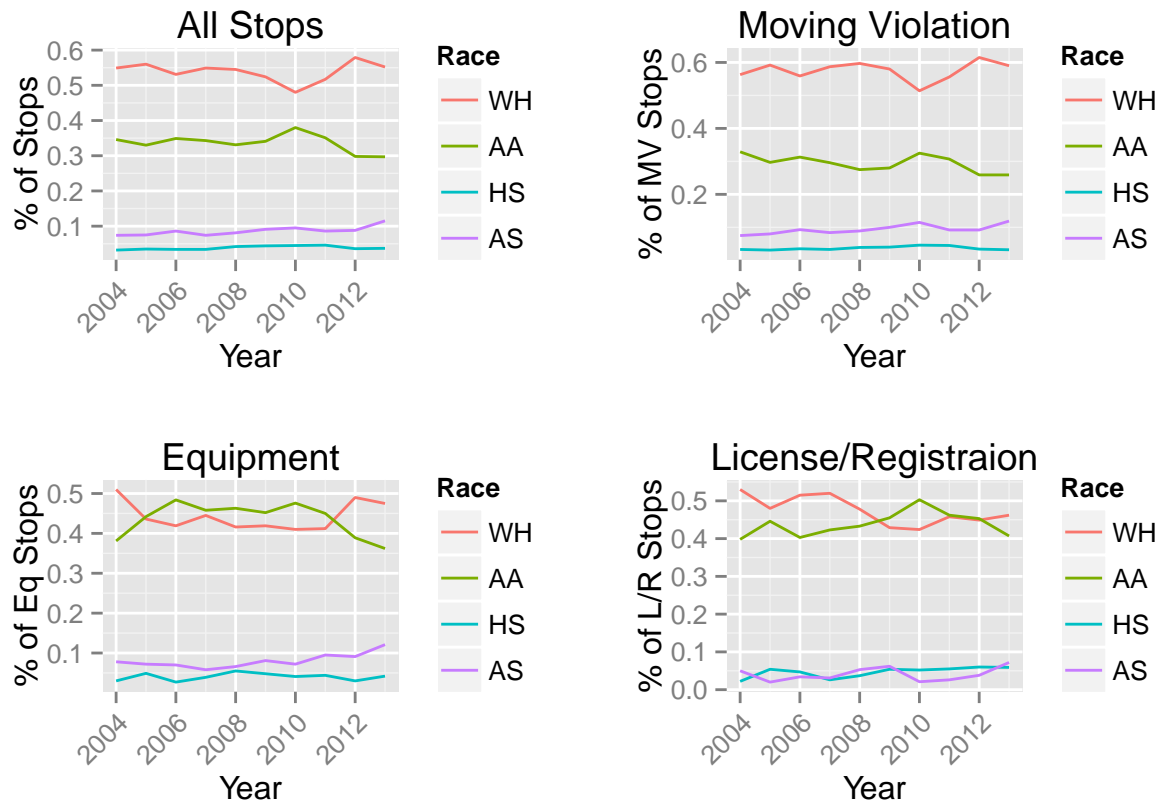 All Stops
% of Stops
0.6
0.5
0.4
0.3
0.2
0.1
2004
2006
2008
2010
2012
Year
Race
WH
AA
HS
AS
Moving Violation
% of MV Stops
0.6
0.4
0.2
2004
2006
2008
2010
2012
Year
Race
WH
AA
HS
AS
Equipment
% of Eq Stops
0.5
0.4
0.3
0.2
0.1
2004
2006
2008
2010
2012
Year
Race
WH
AA
HS
AS
License/Registraion
% of L/R Stops
0.5
0.4
0.3
0.2
0.1
0.0
2004
2006
2008
2010
2012
Year
Race
WH
AA
HS
AS